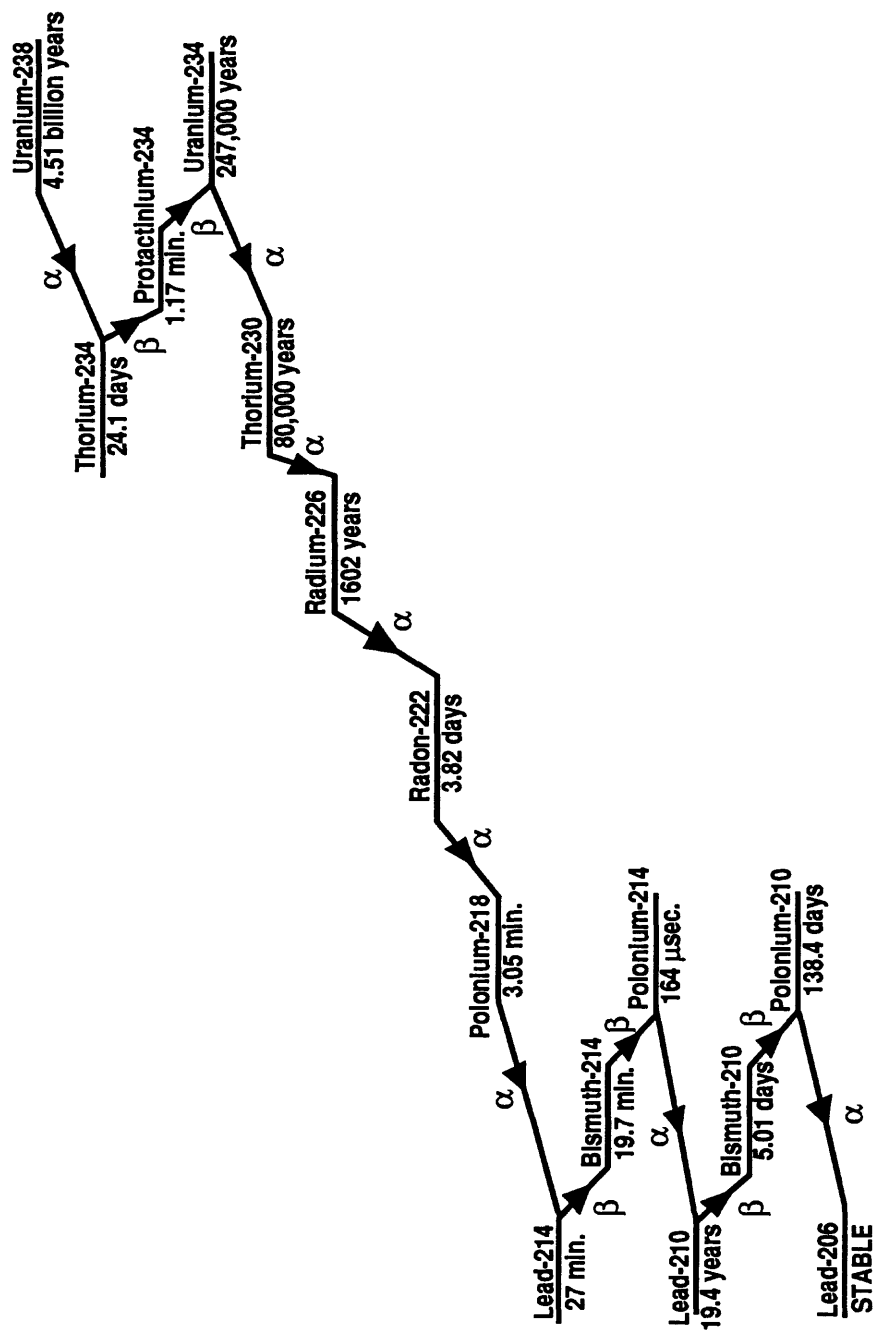 Uranium-238
4.51 billion years
α
Thorium-234
24.1 days
β
Protactinium-234
1.17 min.
β
Uranium-234
247,000 years
α
Thorium-230
80,000 years
α
Radium-226
1602 years
α
Radon-222
3.82 days
α
Polonium-218
3.05 min.
α
Lead-214
27 min.
β
Bismuth-214
19.7 min.
β
Polonium-214
164 μsec.
α
Lead-210
19.4 years
β
Bismuth-210
5.01 days
β
Polonium-210
138.4 days
α
Lead-206
STABLE